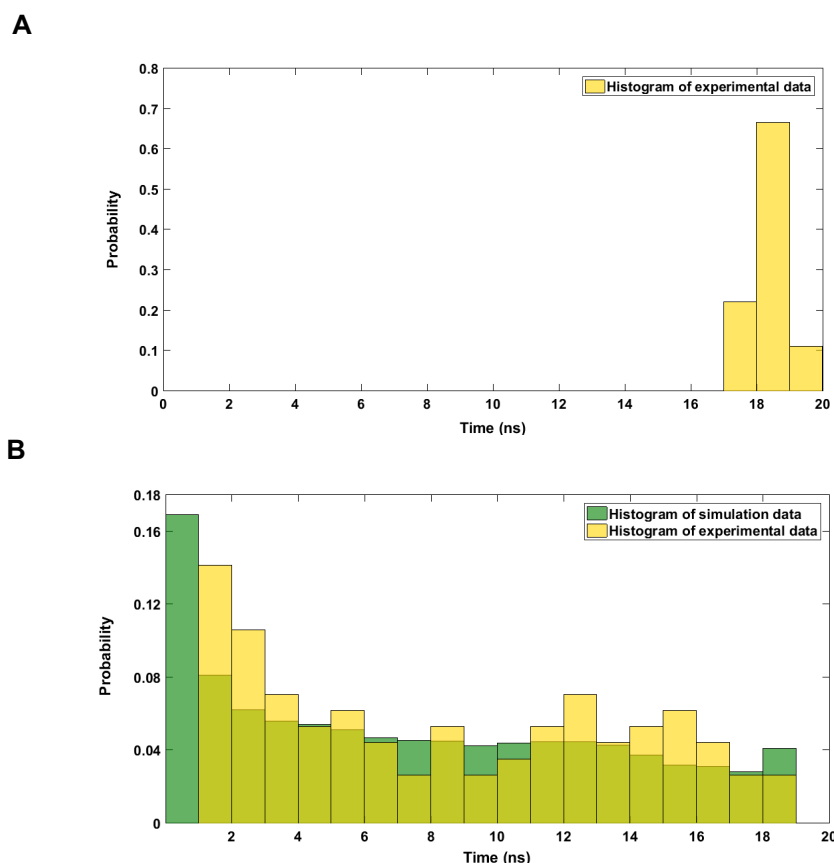 A
0.8
0.7
0.6
0.5
0.4
0.3
0.2
0.1
0
Probability
Histogram of experimental data
0 2 4 6 8 10 12 14 16 18 20
Time (ns)
B
0.18
0.16
0.12
0.08
0.04
0
Probability
Histogram of simulation data
Histogram of experimental data
2 4 6 8 10 12 14 16 18 20
Time (ns)